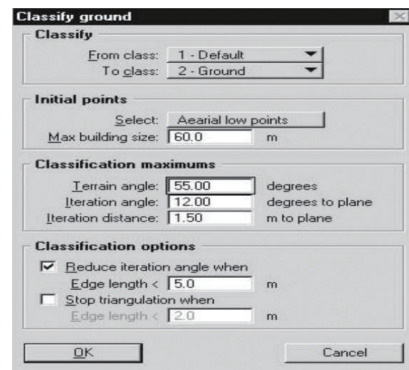 Classify ground
Classify
From class: 1 - Default
To class: 2 - Ground
Initial points
Select: Aearial low points
Max building size: 60.0 m
Classification maximums
Terrain angle: 55.00 degrees
Iteration angle: 12.00 degrees to plane
Iteration distance: 1.50 m to plane
Classification options
Reduce iteration angle when
Edge length < 5.0 m
Stop triangulation when
Edge length < 2.0 m
OK Cancel